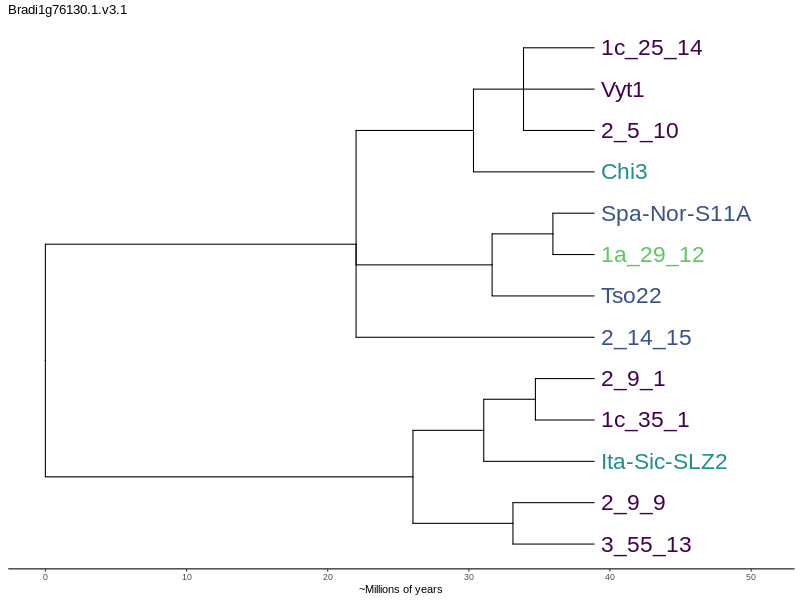 Bradi1g76130.1.v3.1
1c_25_14
Vyt1
2_5_10
Chi3
Spa-Nor-S11A
1a_29_12
Tso22
2_14_15
2_9_1
1c_35_1
Ita-Sic-SLZ2
2_9_9
3_55_13
0 10 20 30 40 50
~Millions of years